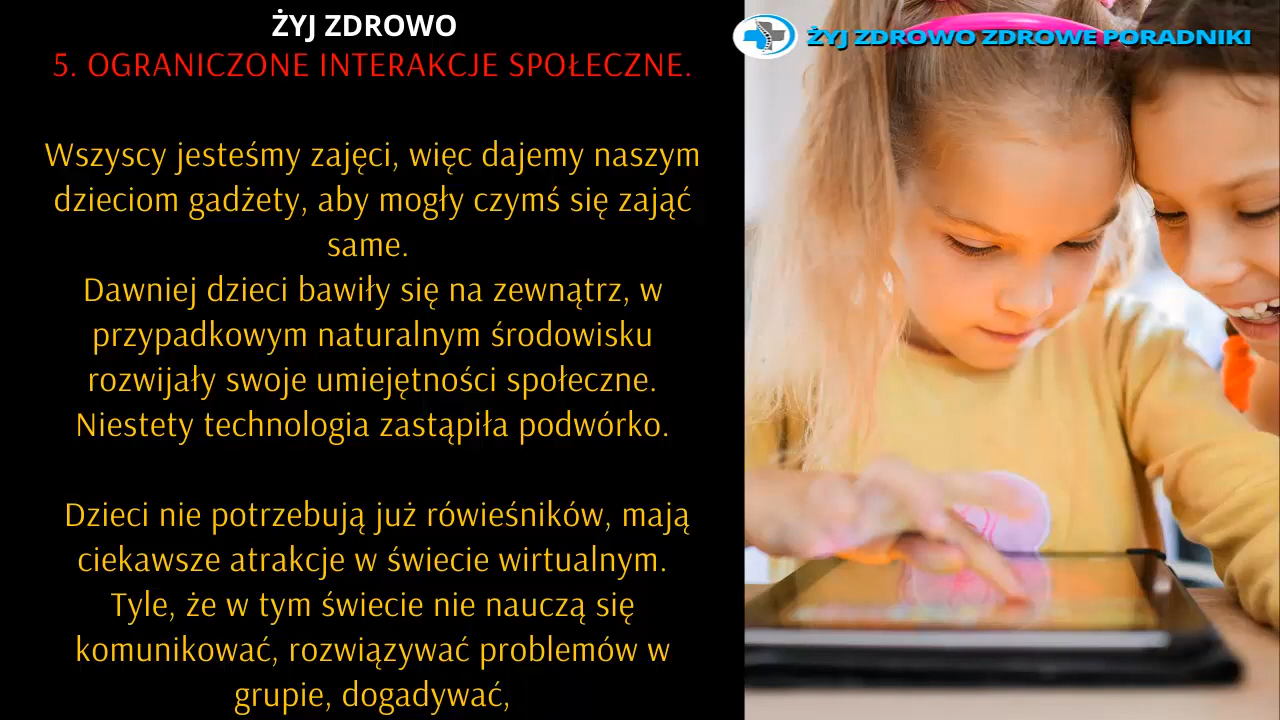 ŻYJ ZDROWO
5. OGRANICZONE INTERAKCJE SPOŁECZNE.
Wszyscy jesteśmy zajęci, więc dajemy naszym
dzieciom gadżety, aby mogły czymś się zająć
same.
Dawniej dzieci bawiły się na zewnątrz, w
przypadkowym naturalnym środowisku
rozwijały swoje umiejętności społeczne.
Niestety technologia zastąpiła podwórko.
Dzieci nie potrzebują już rówieśników, mają
ciekawsze atrakcje w świecie wirtualnym.
Tyle, że w tym świecie nie nauczą się
komunikować, rozwiązywać problemów w
grupie, dogadywać,
ŻYJ ZDROWO ZDROWE PORADNIKI